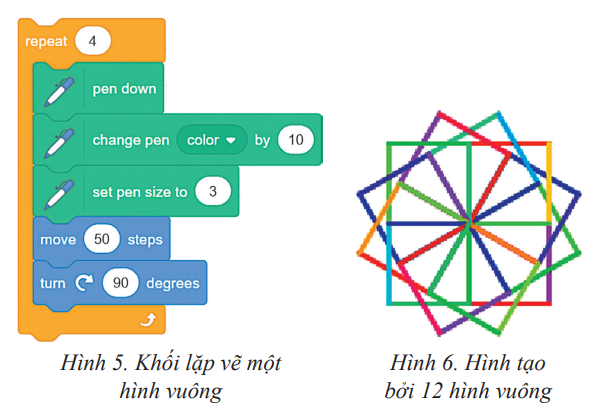 repeat 4
pen down
change pen color by 10
set pen size to 3
move 50 steps
turn 90 degrees
Hình 5. Khối lặp vẽ một
hình vuông
Hình 6. Hình tạo
bởi 12 hình vuông